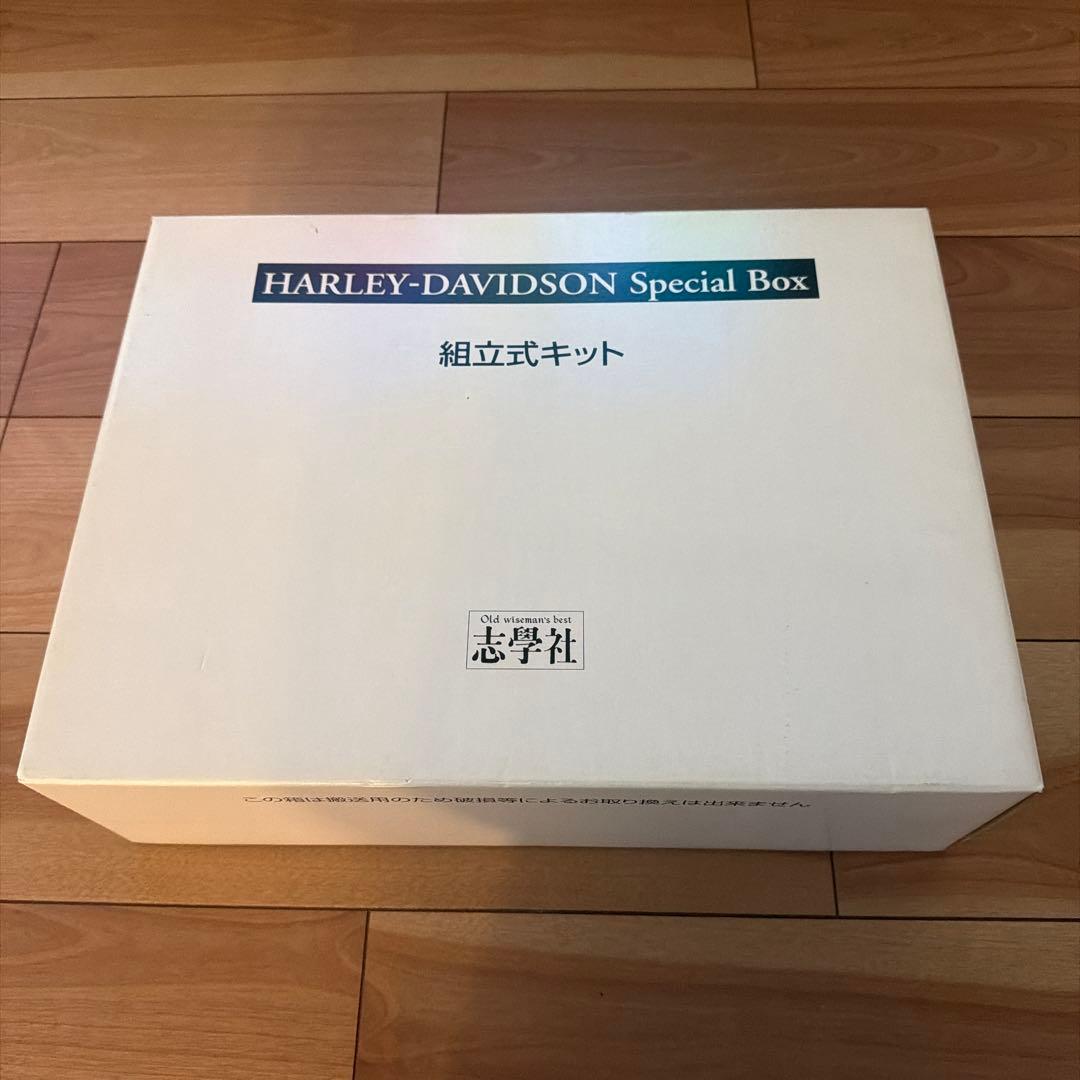 HARLEY-DAVIDSON Special Box
組立式キット
Old wiseman's best
志學社
この箱は搬送用のため破損等によるお取り換えは出来ません